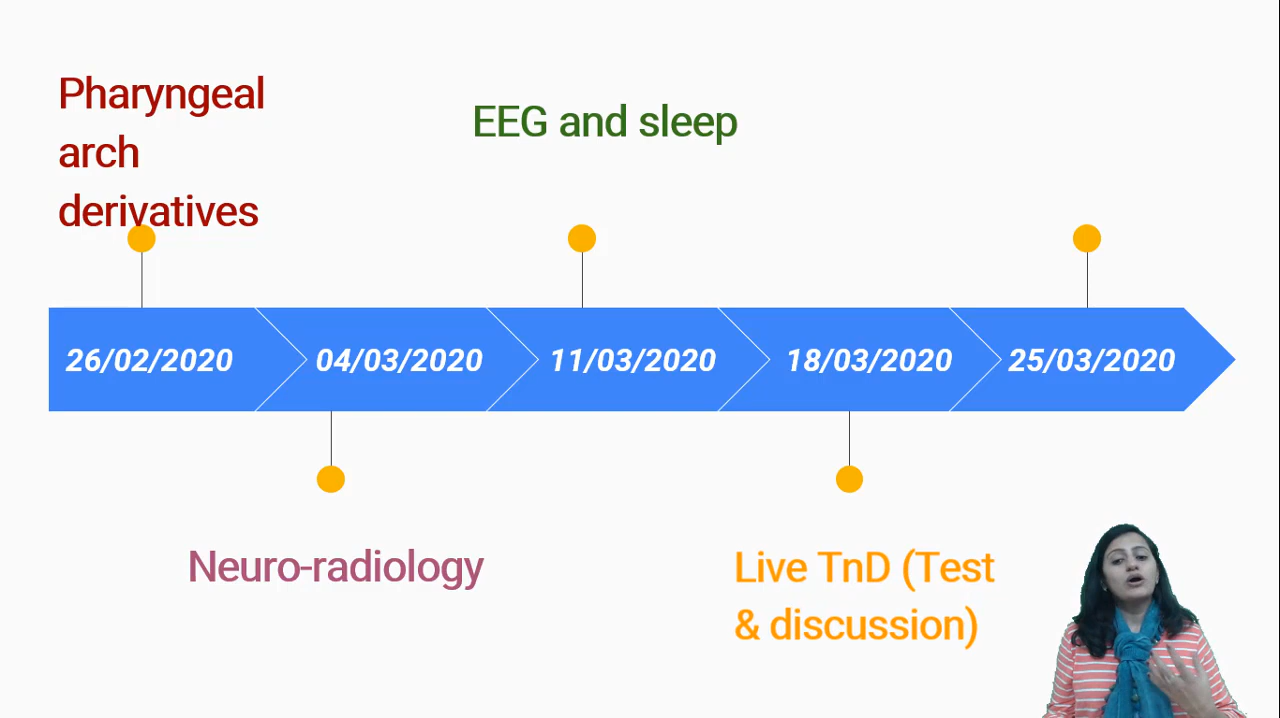 Pharyngeal
arch
derivatives
EEG and sleep
26/02/2020
04/03/2020
11/03/2020
18/03/2020
25/03/2020
Neuro-radiology
Live TnD (Test
& discussion)